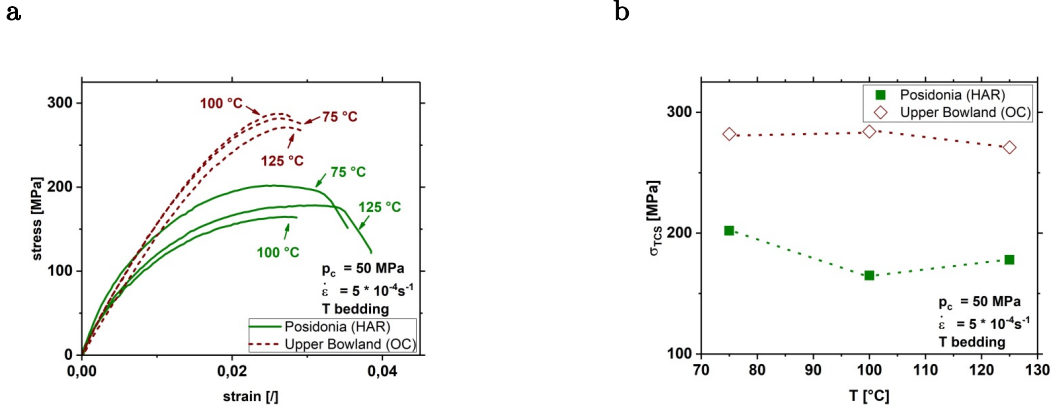 a
300
200
100
0
stress [MPa]
100 °C
75 °C
125 °C
75 °C
125 °C
100 °C
pc = 50 MPa
ε̇ = 5 * 10⁻⁴s⁻¹
T bedding
Posidonia (HAR)
Upper Bowland (OC)
0,00 0,02 0,04
strain [/]
b
300
200
100
σTCS [MPa]
Posidonia (HAR)
Upper Bowland (OC)
pc = 50 MPa
ε̇ = 5 * 10⁻⁴s⁻¹
T bedding
70 80 90 100 110 120 130
T [°C]